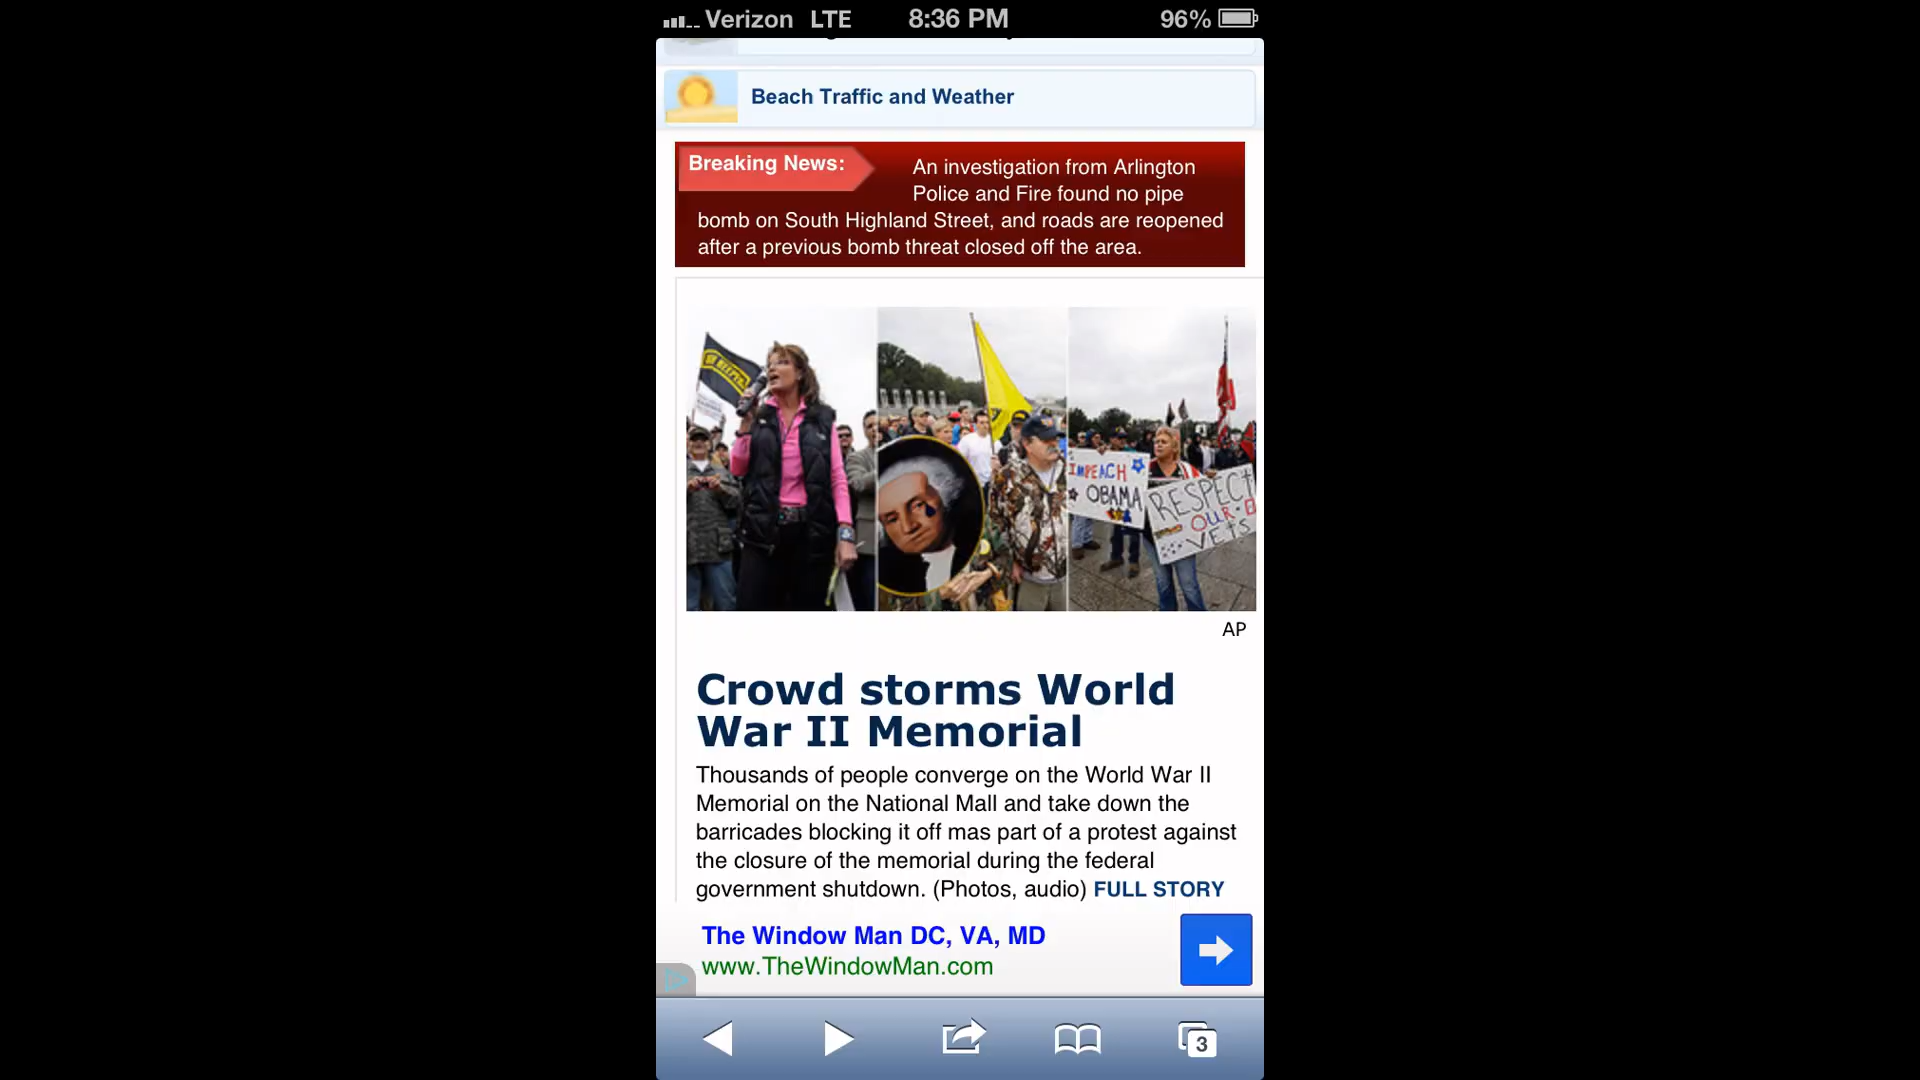 Verizon LTE 8:36 PM 96%
Beach Traffic and Weather
Breaking News:
An investigation from Arlington
Police and Fire found no pipe
bomb on South Highland Street, and roads are reopened
after a previous bomb threat closed off the area.
IMPEACH
OBAMA
RESPECT
OUR
VETS
AP
Crowd storms World
War II Memorial
Thousands of people converge on the World War II
Memorial on the National Mall and take down the
barricades blocking it off mas part of a protest against
the closure of the memorial during the federal
government shutdown. (Photos, audio) FULL STORY
The Window Man DC, VA, MD
www.TheWindowMan.com
3